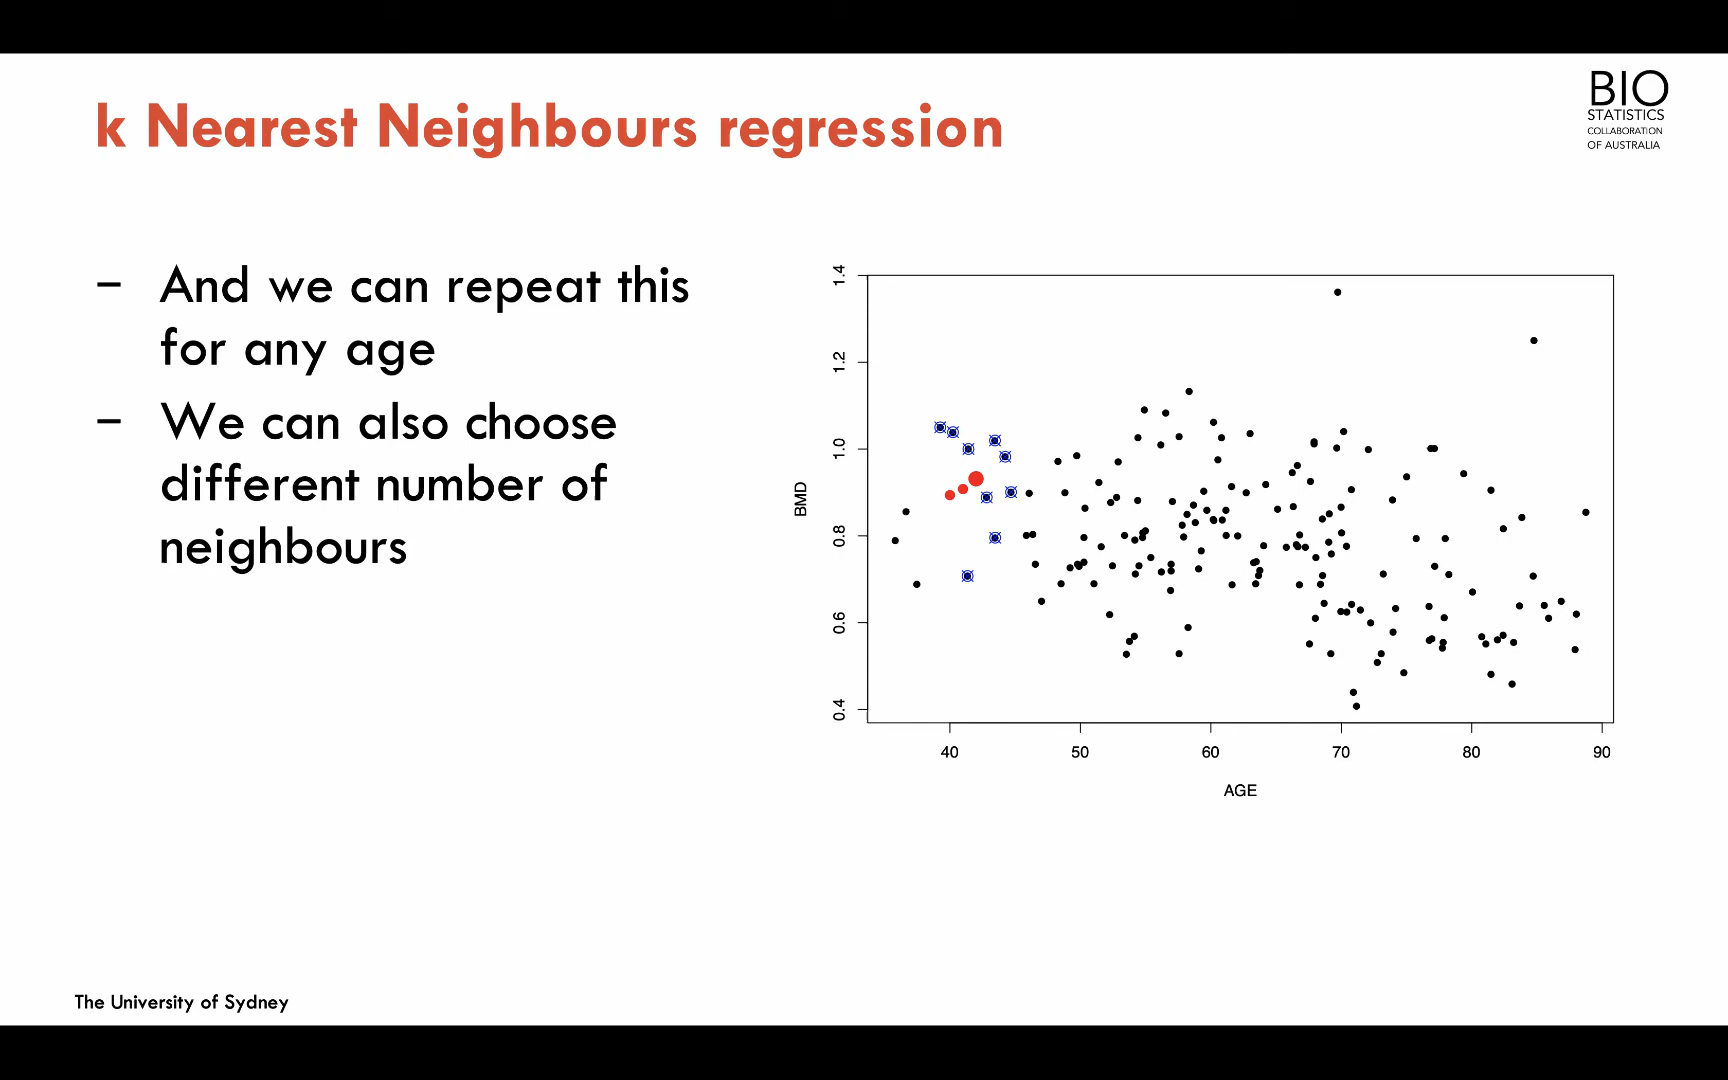 k Nearest Neighbours regression
BIO
STATISTICS
COLLABORATION
OF AUSTRALIA
– And we can repeat this
for any age
– We can also choose
different number of
neighbours
1.4
1.2
1.0
0.8
0.6
0.4
BMD
40 50 60 70 80 90
AGE
The University of Sydney